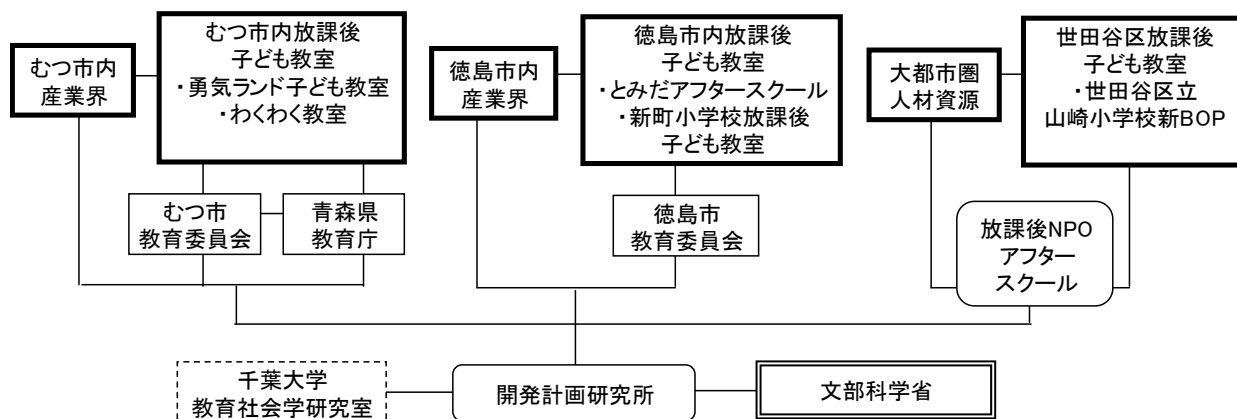 むつ市内
産業界
むつ市内放課後
子ども教室
・勇気ランド子ども教室
・わくわく教室
むつ市
教育委員会
青森県
教育庁
徳島市内
産業界
徳島市内放課後
子ども教室
・とみだアフタースクール
・新町小学校放課後
子ども教室
徳島市
教育委員会
大都市圏
人材資源
世田谷区放課後
子ども教室
・世田谷区立
山崎小学校新BOP
放課後NPO
アフター
スクール
千葉大学
教育社会学研究室
開発計画研究所
文部科学省